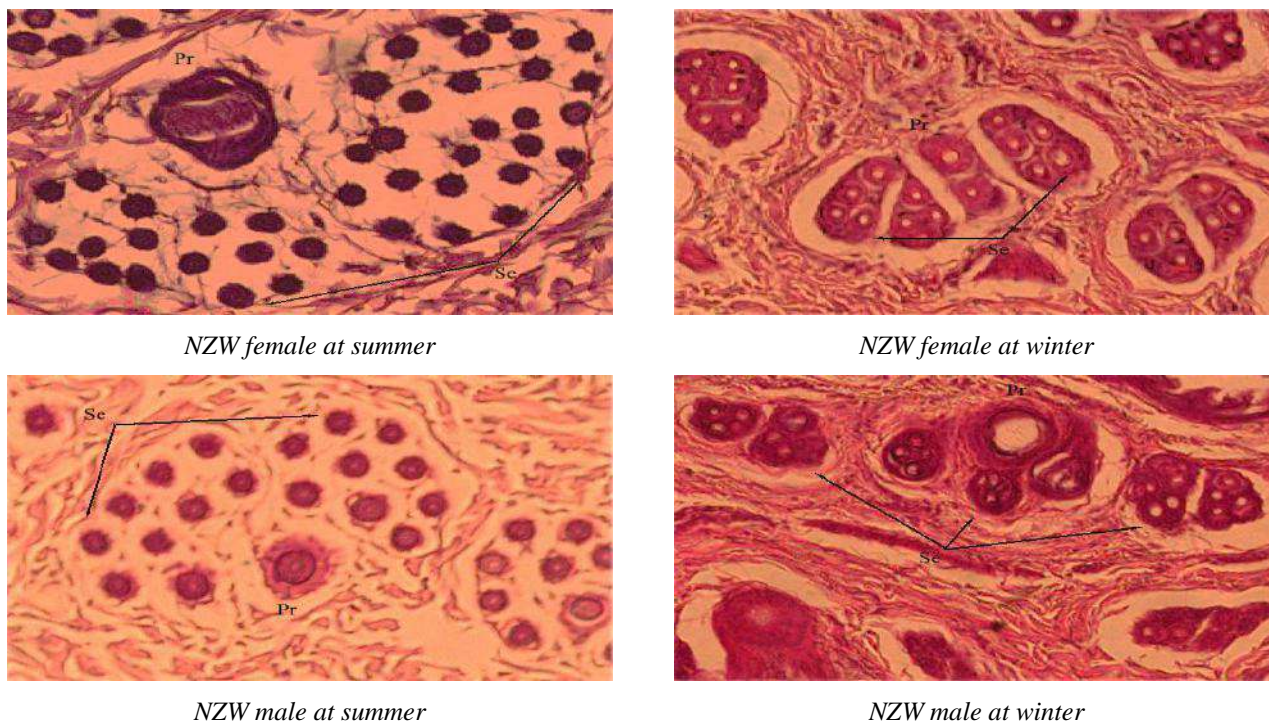 Pr
Se
NZW female at summer
Pr
Se
NZW female at winter
Se
Pr
NZW male at summer
Pr
Se
NZW male at winter